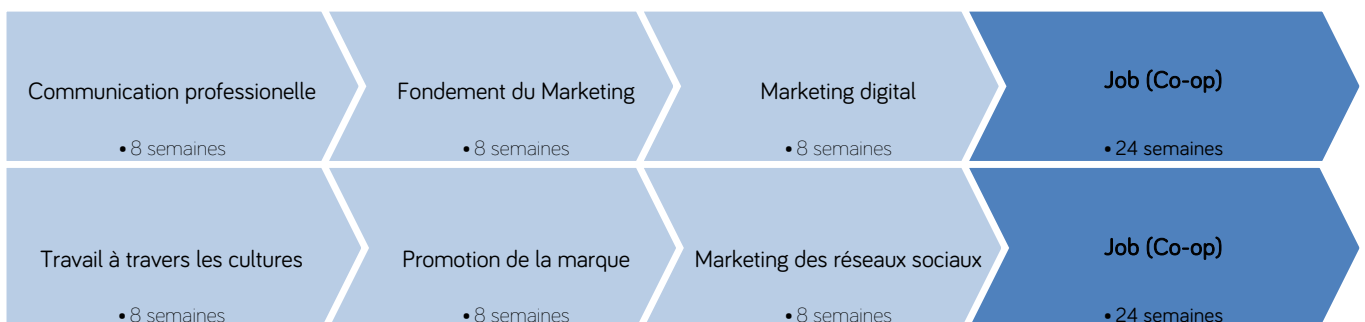 Communication professionelle
• 8 semaines
Fondement du Marketing
• 8 semaines
Marketing digital
• 8 semaines
Job (Co-op)
• 24 semaines
Travail à travers les cultures
• 8 semaines
Promotion de la marque
• 8 semaines
Marketing des réseaux sociaux
• 8 semaines
Job (Co-op)
• 24 semaines